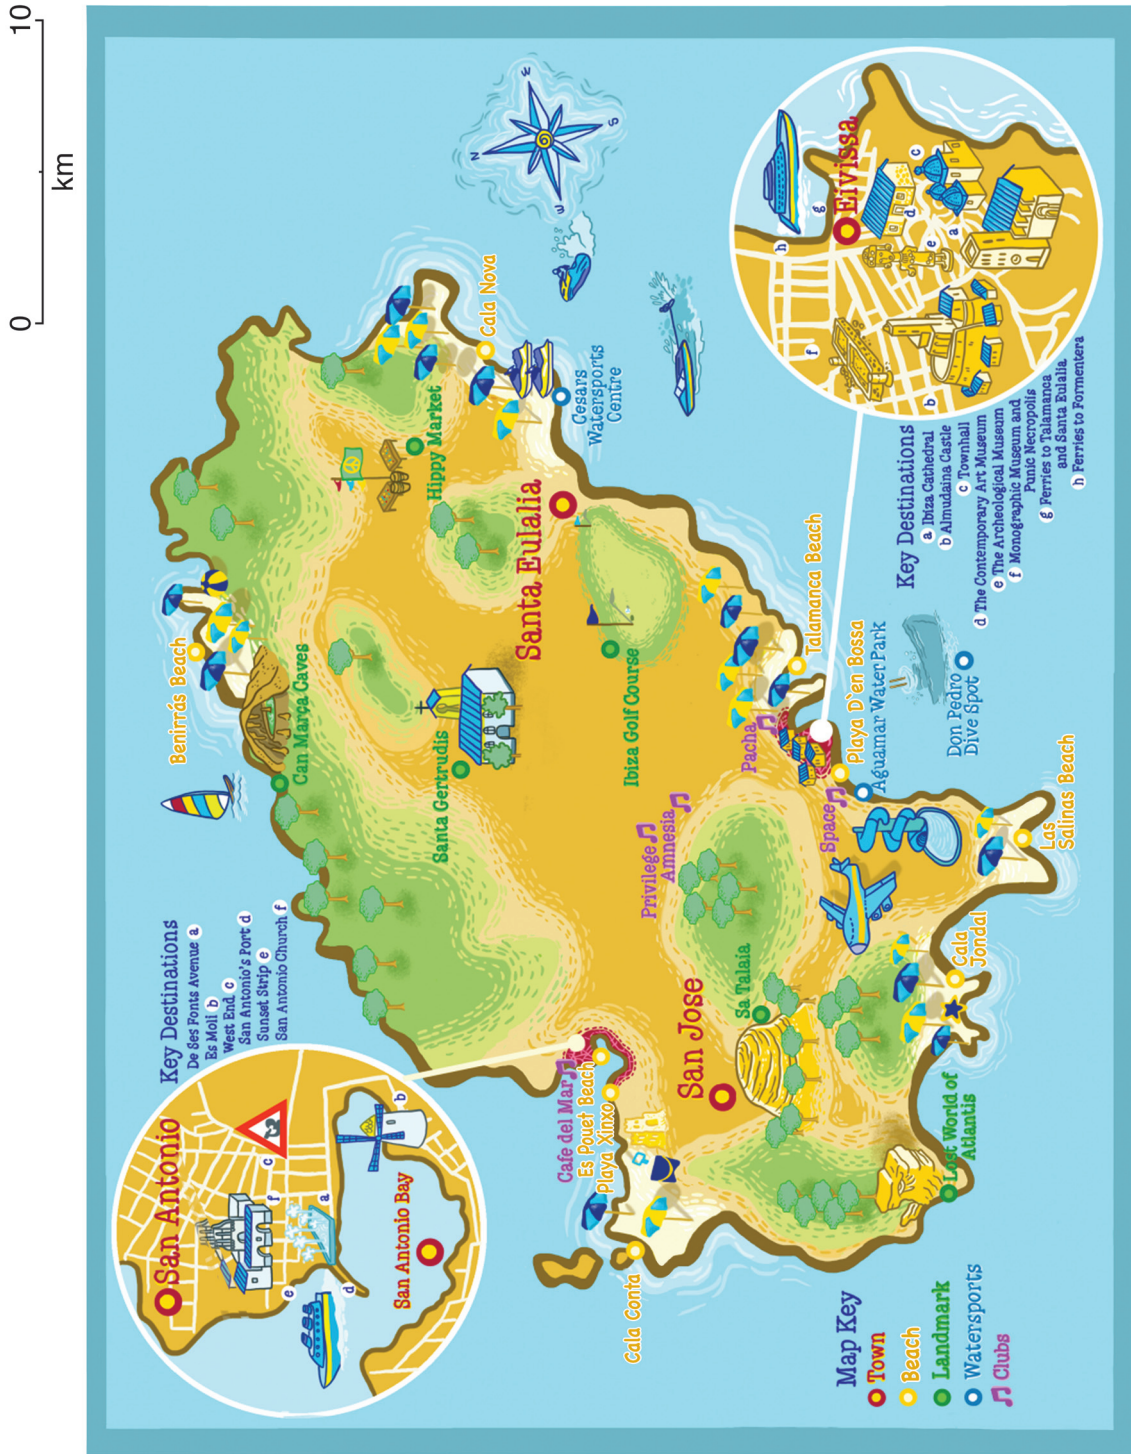 0
10
km
San Antonio
San Antonio Bay
a
b
c
d
e
f
Key Destinations
De Ses Fonts Avenue a
Es Moli b
West End c
San Antonio's Port d
Sunset Strip e
San Antonio Church f
Benirrás Beach
Can Marca Caves
Hippy Market
Cala Nova
Cesars
Watersports
Centre
N
E
S
W
Santa Gertrudis
Santa Eulalia
Ibiza Golf Course
Cafe del Mar
Es Pouet Beach
Playa Xinxo
Cala Conta
San Jose
Sa Talaia
Privilege
Amnesia
Pacha
Space
Talamanca Beach
Playa D`en Bossa
Aguamar Water Park
Don Pedro
Dive Spot
Las
Salinas Beach
Cala
Jondal
Lost World of
Atlantis
Eivissa
a
b
c
d
e
f
g
h
Key Destinations
a Ibiza Cathedral
b Almudaina Castle
c Townhall
d The Contemporary Art Museum
e The Archeological Museum
f Monographic Museum and
Punic Necropolis
g Ferries to Talamanca
and Santa Eulalia
h Ferries to Formentera
Map Key
Town
Beach
Landmark
Watersports
Clubs